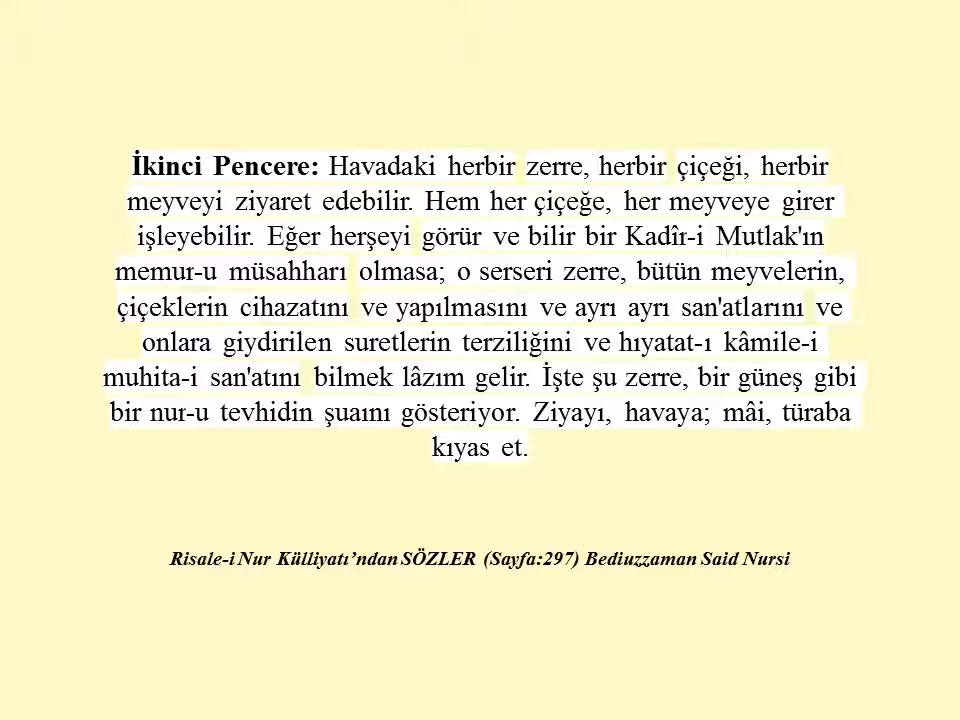 İkinci Pencere: Havadaki herbir zerre, herbir çiçeği, herbir
meyveyi ziyaret edebilir. Hem her çiçeğe, her meyveye girer
işleyebilir. Eğer herşeyi görür ve bilir bir Kadîr-i Mutlak'ın
memur-u müsahharı olmasa; o serseri zerre, bütün meyvelerin,
çiçeklerin cihazatını ve yapılmasını ve ayrı ayrı san'atlarını ve
onlara giydirilen suretlerin terziliğini ve hıyatat-ı kâmile-i
muhita-i san'atını bilmek lâzım gelir. İşte şu zerre, bir güneş gibi
bir nur-u tevhidin şuaını gösteriyor. Ziyayı, havaya; mâi, türaba
kıyas et.
Risale-i Nur Külliyatı’ndan SÖZLER (Sayfa:297) Bediuzzaman Said Nursi